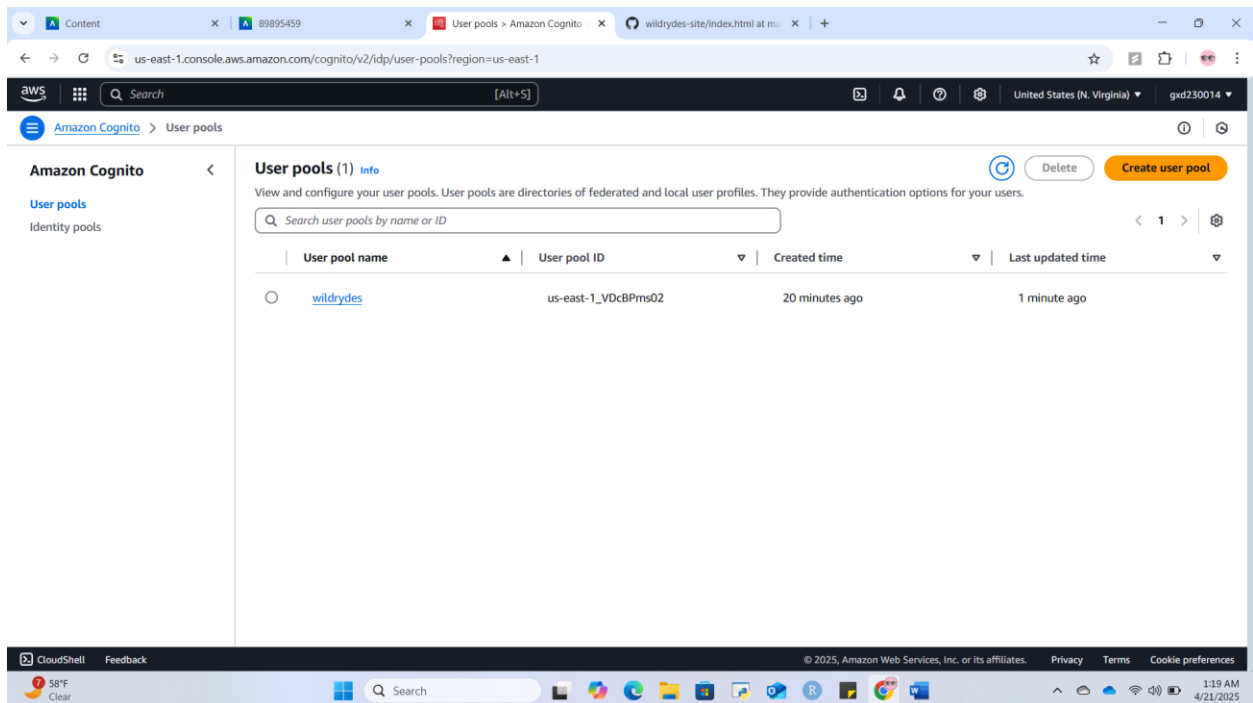 Content
89895459
User pools > Amazon Cognito
wildrydes-site/index.html at ma
us-east-1.console.aws.amazon.com/cognito/v2/idp/user-pools?region=us-east-1
aws
Search [Alt+S]
United States (N. Virginia)
gxd230014
Amazon Cognito > User pools
Amazon Cognito
User pools
Identity pools
User pools (1) Info
Delete
Create user pool
View and configure your user pools. User pools are directories of federated and local user profiles. They provide authentication options for your users.
Search user pools by name or ID
1
User pool name User pool ID Created time Last updated time
wildrydes us-east-1_VDcBPms02 20 minutes ago 1 minute ago
CloudShell Feedback
© 2025, Amazon Web Services, Inc. or its affiliates. Privacy Terms Cookie preferences
7
58°F
Clear
Search
R
1:19 AM
4/21/2025